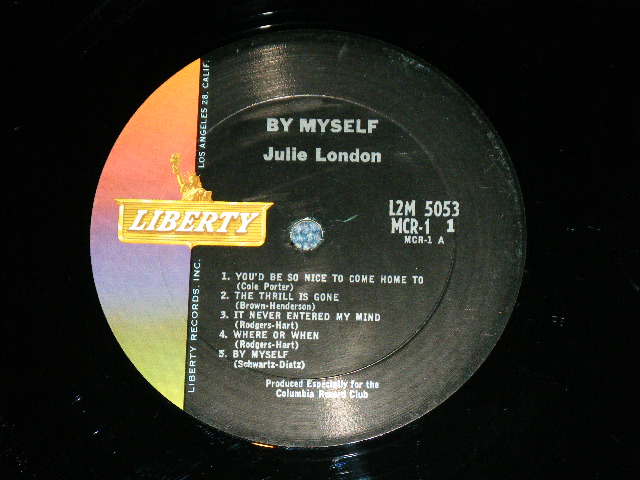 BY MYSELF
Julie London
LIBERTY
LOS ANGELES 28, CALIF.
LIBERTY RECORDS, INC.
L2M 5053
MCR-1 1
MCR-1 A
1. YOU'D BE SO NICE TO COME HOME TO
(Cole Porter)
2. THE THRILL IS GONE
(Brown-Henderson)
3. IT NEVER ENTERED MY MIND
(Rodgers-Hart)
4. WHERE OR WHEN
(Rodgers-Hart)
5. BY MYSELF
(Schwartz-Dietz)
Produced Especially for the
Columbia Record Club